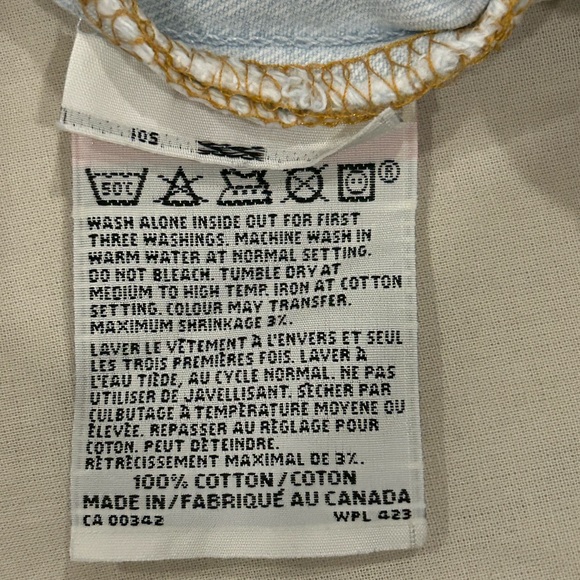 105
50°C
®
WASH ALONE INSIDE OUT FOR FIRST
THREE WASHINGS. MACHINE WASH IN
WARM WATER AT NORMAL SETTING.
DO NOT BLEACH. TUMBLE DRY AT
MEDIUM TO HIGH TEMP. IRON AT COTTON
SETTING. COLOUR MAY TRANSFER.
MAXIMUM SHRINKAGE 3%.
LAVER LE VÊTEMENT À L'ENVERS ET SEUL
LES TROIS PREMIÈRES FOIS. LAVER À
L'EAU TIÈDE, AU CYCLE NORMAL. NE PAS
UTILISER DE JAVELLISANT. SÉCHER PAR
CULBUTAGE À TEMPÉRATURE MOYENNE OU
ÉLEVÉE. REPASSER AU RÉGLAGE POUR
COTON. PEUT DÉTEINDRE.
RÉTRÉCISSEMENT MAXIMAL DE 3%.
100% COTTON/COTON
MADE IN/FABRIQUÉ AU CANADA
CA 00342 WPL 423